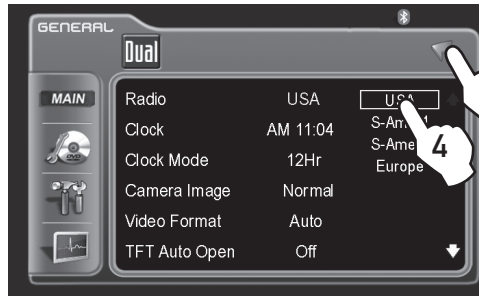 GENERAL
Dual
MAIN
Radio USA USA
Clock AM 11:04
Clock Mode 12Hr Europe
Camera Image Normal
Video Format Auto
TFT Auto Open Off
4